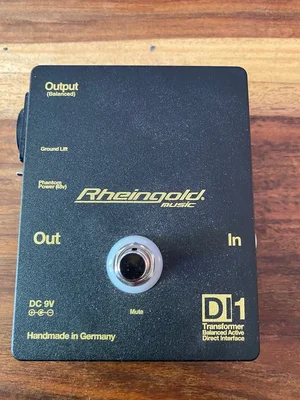 Output
(Balanced)
Ground Lift
Phantom
Power (48v)
Rheingold
music
Out
In
DC 9V
Mute
DI1
Transformer
Balanced Active
Direct Interface
Handmade in Germany